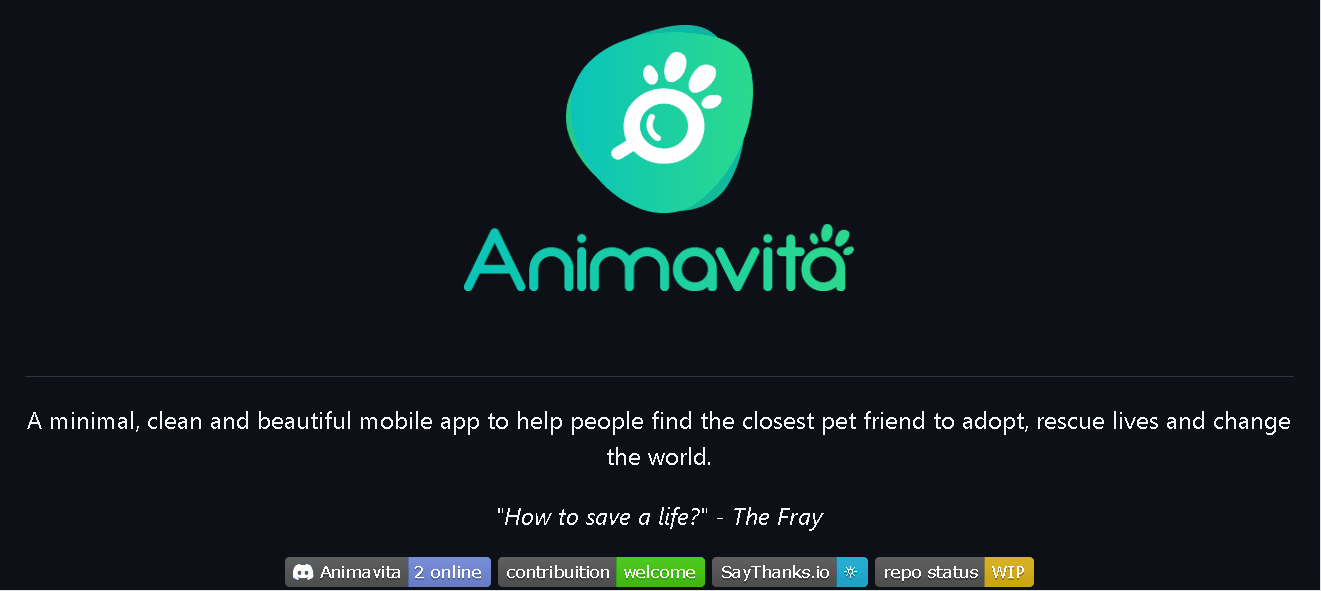 Animavita
A minimal, clean and beautiful mobile app to help people find the closest pet friend to adopt, rescue lives and change
the world.
"How to save a life?" - The Fray
Animavita 2 online contribuition welcome SayThanks.io repo status WIP